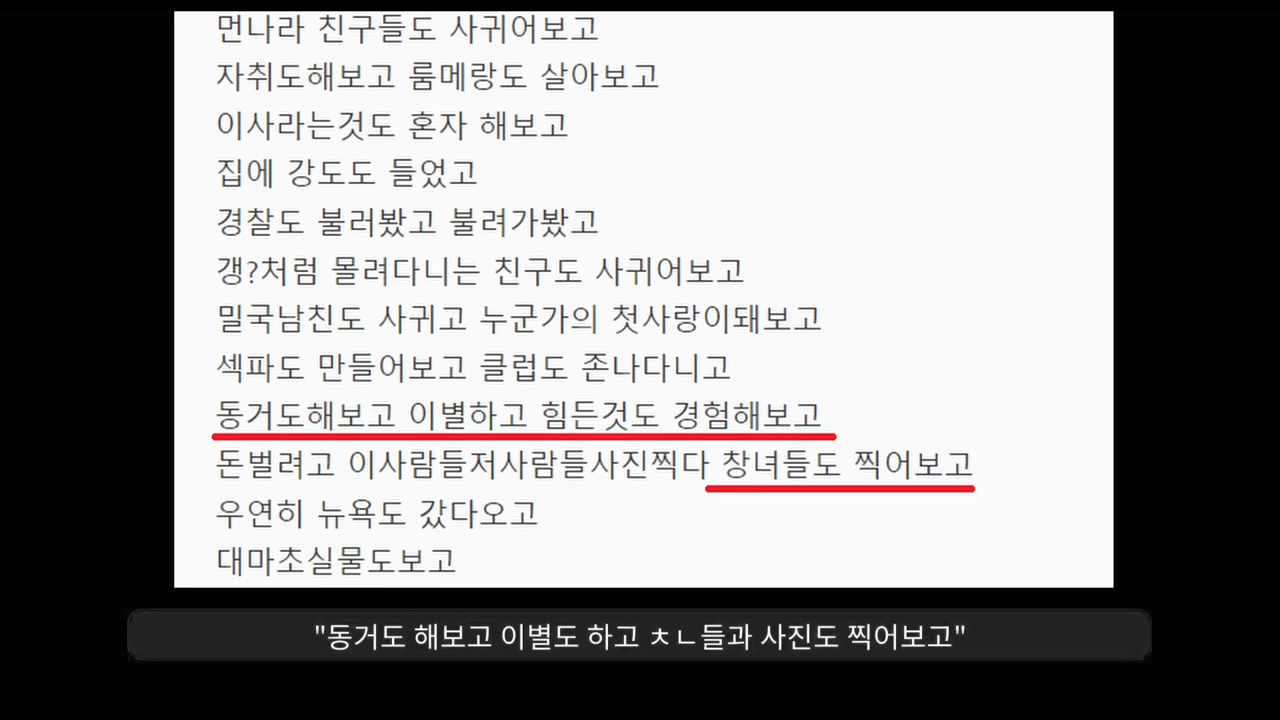 먼나라 친구들도 사귀어보고
자취도해보고 룸메랑도 살아보고
이사라는것도 혼자 해보고
집에 강도도 들었고
경찰도 불러봤고 불려가봤고
갱?처럼 몰려다니는 친구도 사귀어보고
밀국남친도 사귀고 누군가의 첫사랑이돼보고
섹파도 만들어보고 클럽도 존나다니고
동거도해보고 이별하고 힘든것도 경험해보고
돈벌려고 이사람들저사람들사진찍다 창녀들도 찍어보고
우연히 뉴욕도 갔다오고
대마초실물도보고
"동거도 해보고 이별도 하고 ㅊㄴ들과 사진도 찍어보고"